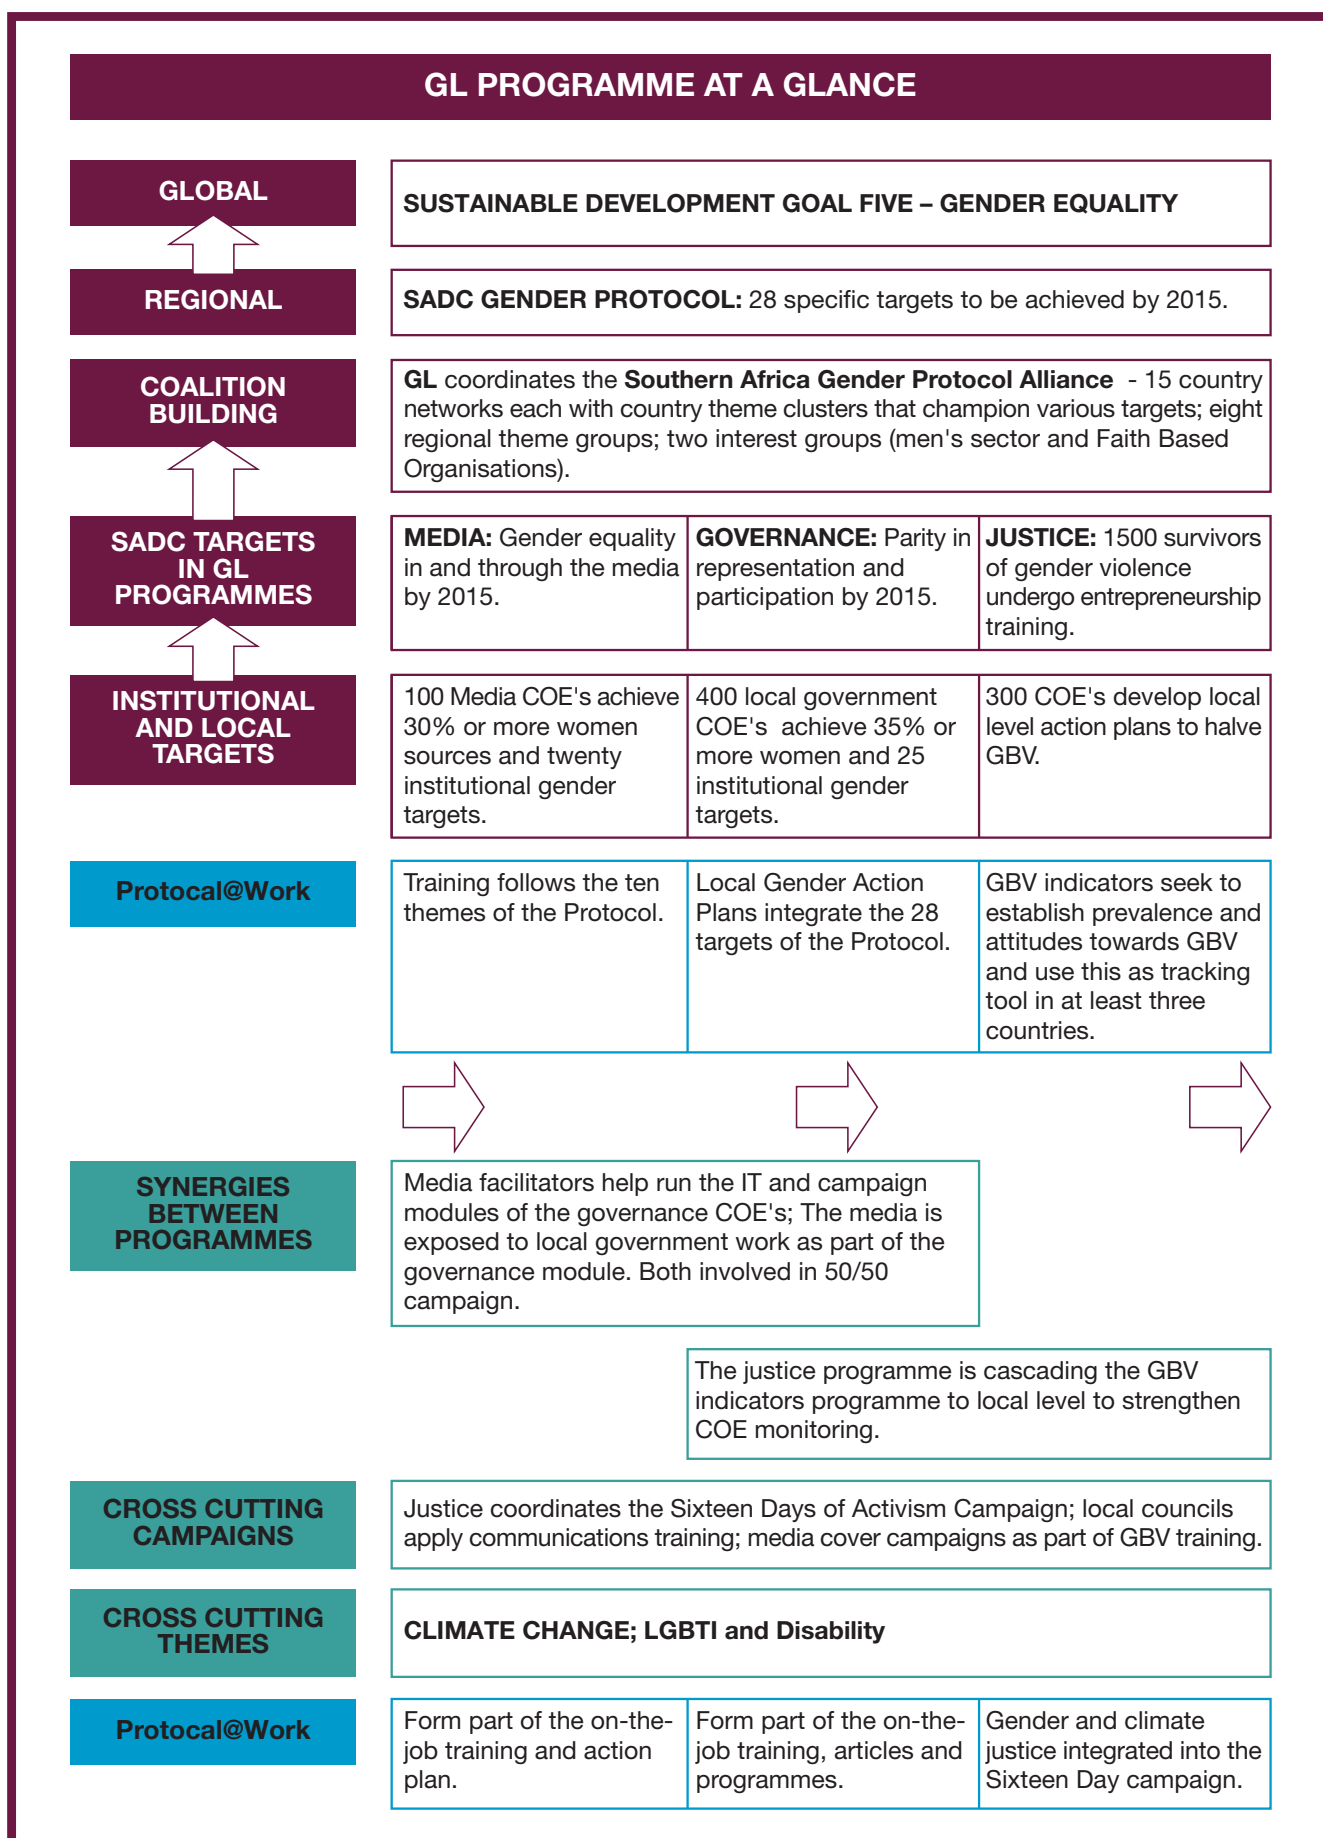 GL PROGRAMME AT A GLANCE
GLOBAL
SUSTAINABLE DEVELOPMENT GOAL FIVE – GENDER EQUALITY
REGIONAL
SADC GENDER PROTOCOL: 28 specific targets to be achieved by 2015.
COALITION
BUILDING
GL coordinates the Southern Africa Gender Protocol Alliance - 15 country
networks each with country theme clusters that champion various targets; eight
regional theme groups; two interest groups (men's sector and Faith Based
Organisations).
SADC TARGETS
IN GL
PROGRAMMES
MEDIA: Gender equality
in and through the media
by 2015.
GOVERNANCE: Parity in
representation and
participation by 2015.
JUSTICE: 1500 survivors
of gender violence
undergo entrepreneurship
training.
INSTITUTIONAL
AND LOCAL
TARGETS
100 Media COE's achieve
30% or more women
sources and twenty
institutional gender
targets.
400 local government
COE's achieve 35% or
more women and 25
institutional gender
targets.
300 COE's develop local
level action plans to halve
GBV.
Protocal@Work
Training follows the ten
themes of the Protocol.
Local Gender Action
Plans integrate the 28
targets of the Protocol.
GBV indicators seek to
establish prevalence and
attitudes towards GBV
and use this as tracking
tool in at least three
countries.
SYNERGIES
BETWEEN
PROGRAMMES
Media facilitators help run the IT and campaign
modules of the governance COE's; The media is
exposed to local government work as part of the
governance module. Both involved in 50/50
campaign.
The justice programme is cascading the GBV
indicators programme to local level to strengthen
COE monitoring.
CROSS CUTTING
CAMPAIGNS
Justice coordinates the Sixteen Days of Activism Campaign; local councils
apply communications training; media cover campaigns as part of GBV training.
CROSS CUTTING
THEMES
CLIMATE CHANGE; LGBTI and Disability
Protocal@Work
Form part of the on-the-
job training and action
plan.
Form part of the on-the-
job training, articles and
programmes.
Gender and climate
justice integrated into the
Sixteen Day campaign.